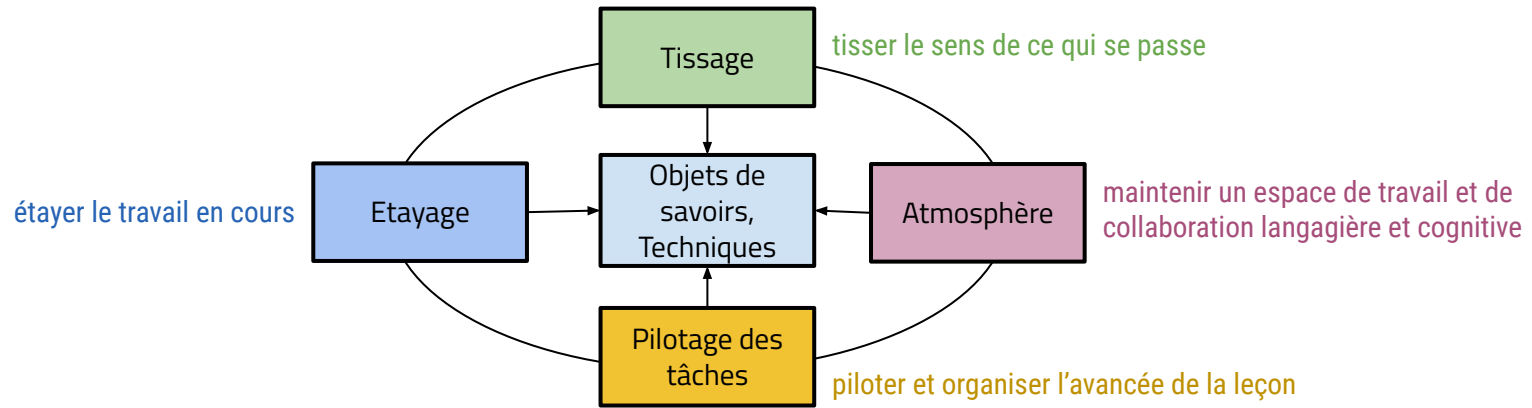 Tissage
tisser le sens de ce qui se passe
étayer le travail en cours
Etayage
Objets de
savoirs,
Techniques
Atmosphère
maintenir un espace de travail et de
collaboration langagière et cognitive
Pilotage des
tâches
piloter et organiser l’avancée de la leçon